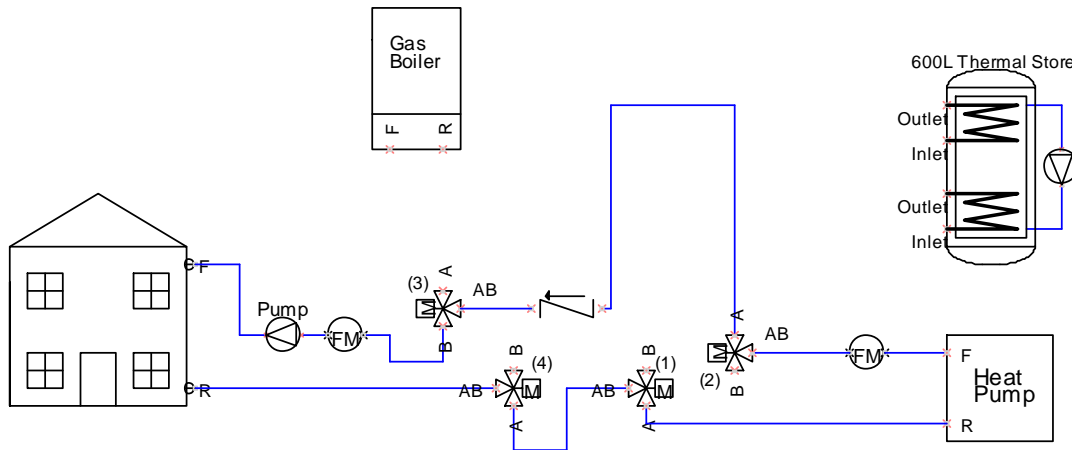 Gas
Boiler
F
R
600L Thermal Store
Outlet
Inlet
Outlet
Inlet
C F
Pump
FM
(3)
M
A
AB
B
C R
AB
B
(4)
M
A
AB
B
(1)
M
A
A
AB
M
(2)
B
FM
F
Heat
Pump
R